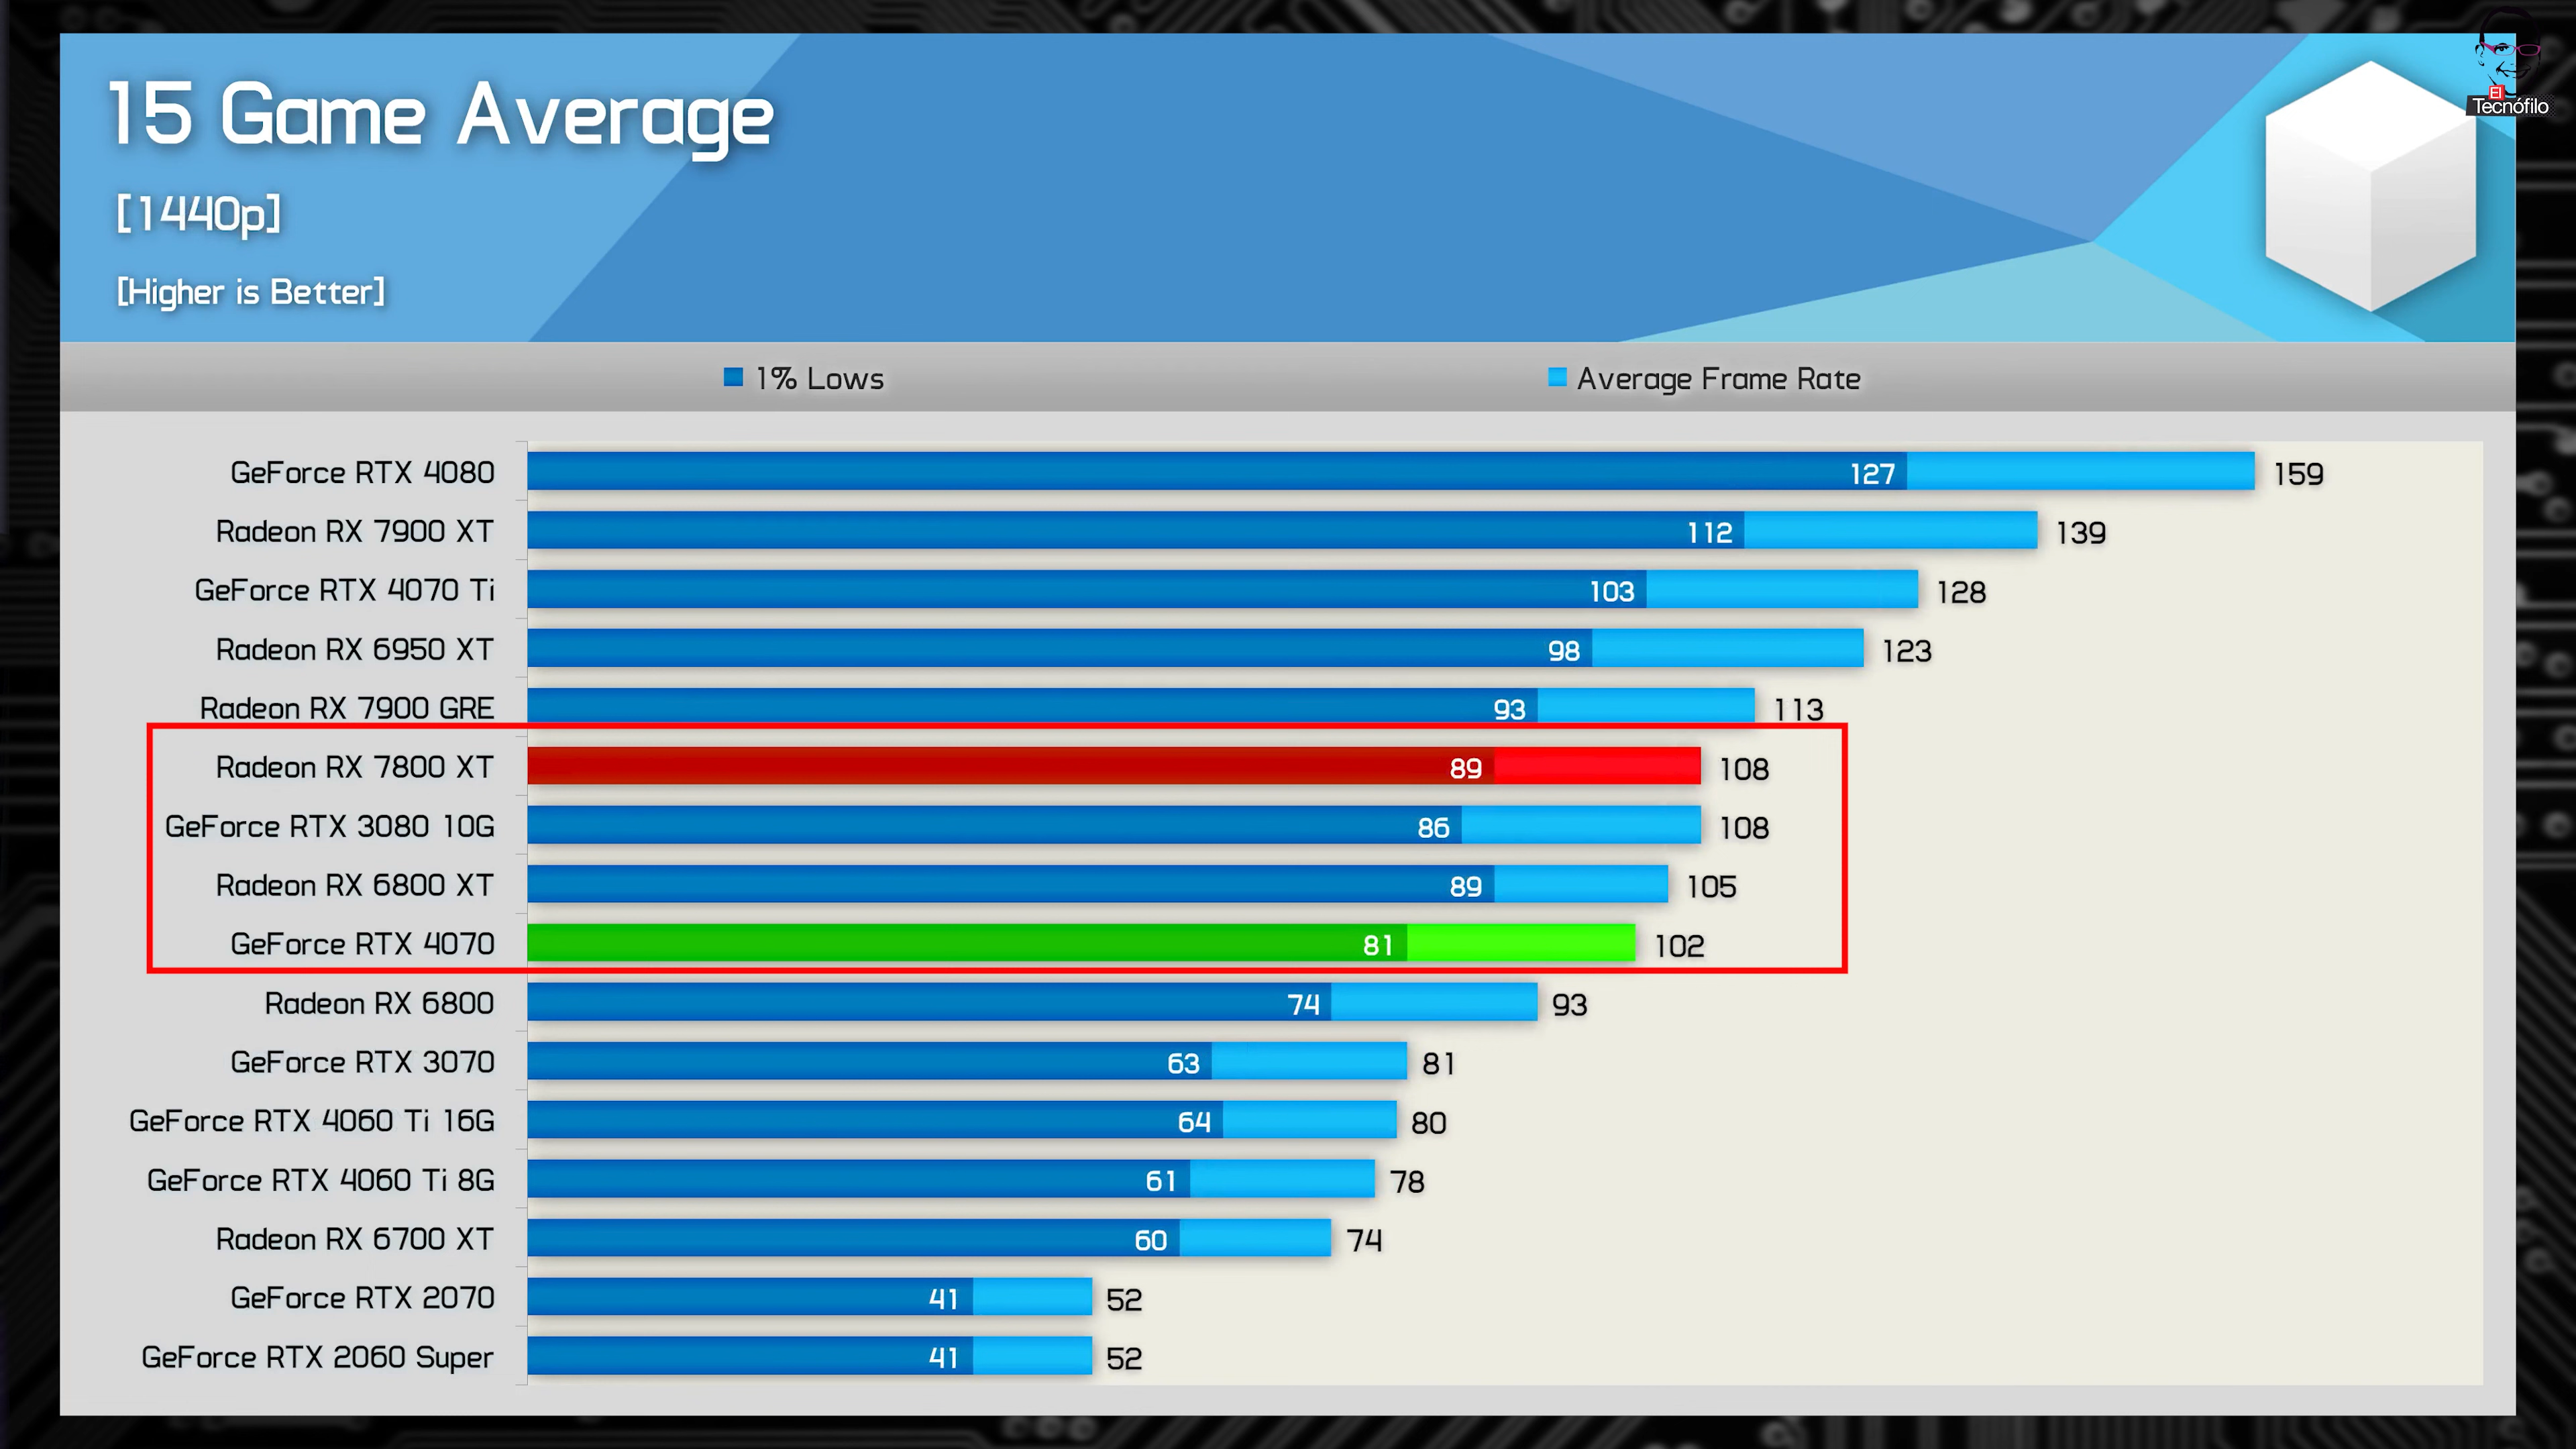 El
Tecnófilo
15 Game Average
[1440p]
[Higher is Better]
1% Lows Average Frame Rate
GeForce RTX 4080 127 159
Radeon RX 7900 XT 112 139
GeForce RTX 4070 Ti 103 128
Radeon RX 6950 XT 98 123
Radeon RX 7900 GRE 93 113
Radeon RX 7800 XT 89 108
GeForce RTX 3080 10G 86 108
Radeon RX 6800 XT 89 105
GeForce RTX 4070 81 102
Radeon RX 6800 74 93
GeForce RTX 3070 63 81
GeForce RTX 4060 Ti 16G 64 80
GeForce RTX 4060 Ti 8G 61 78
Radeon RX 6700 XT 60 74
GeForce RTX 2070 41 52
GeForce RTX 2060 Super 41 52